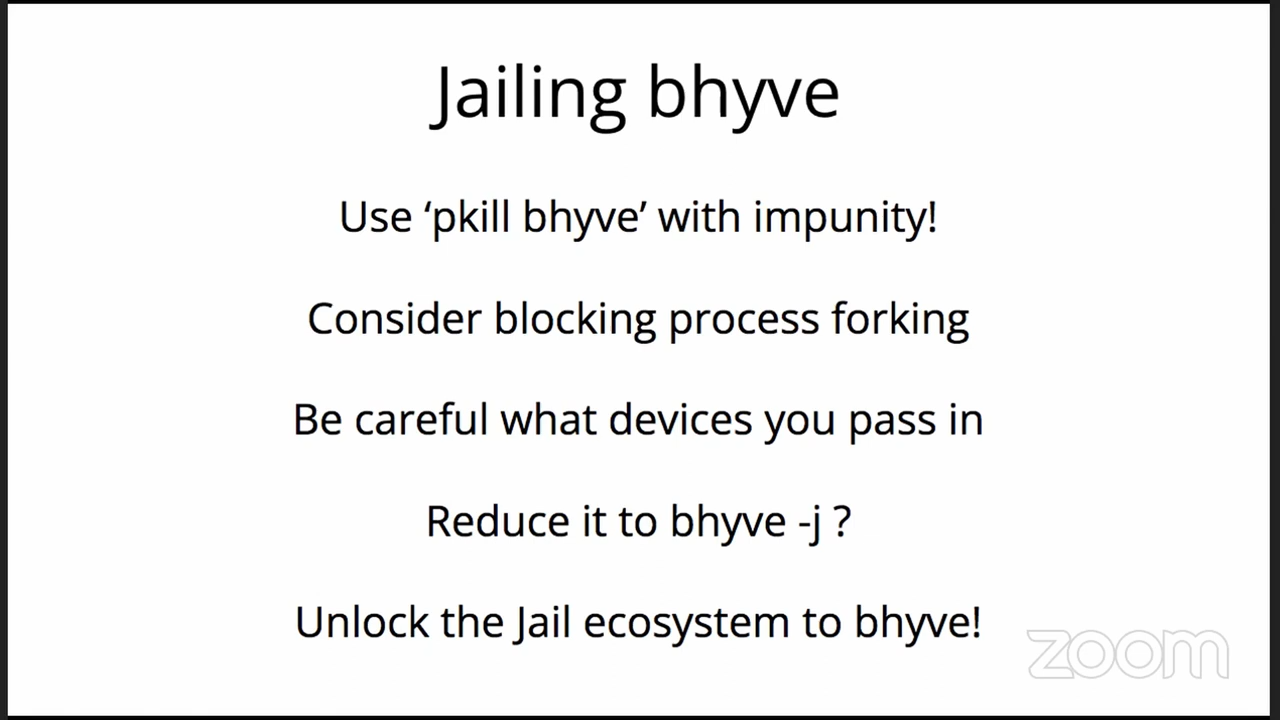 Jailing bhyve
Use ‘pkill bhyve’ with impunity!
Consider blocking process forking
Be careful what devices you pass in
Reduce it to bhyve -j ?
Unlock the Jail ecosystem to bhyve!
zoom